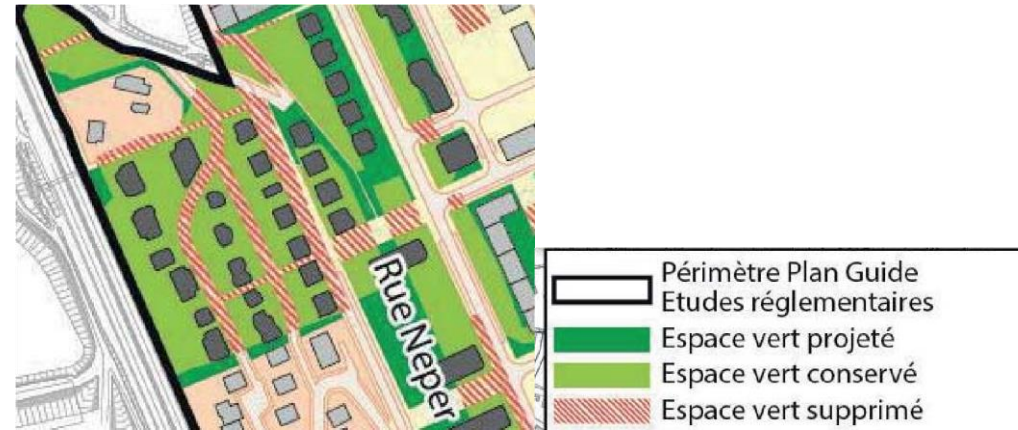 Rue Neper
Périmètre Plan Guide
Etudes réglementaires
Espace vert projeté
Espace vert conservé
Espace vert supprimé